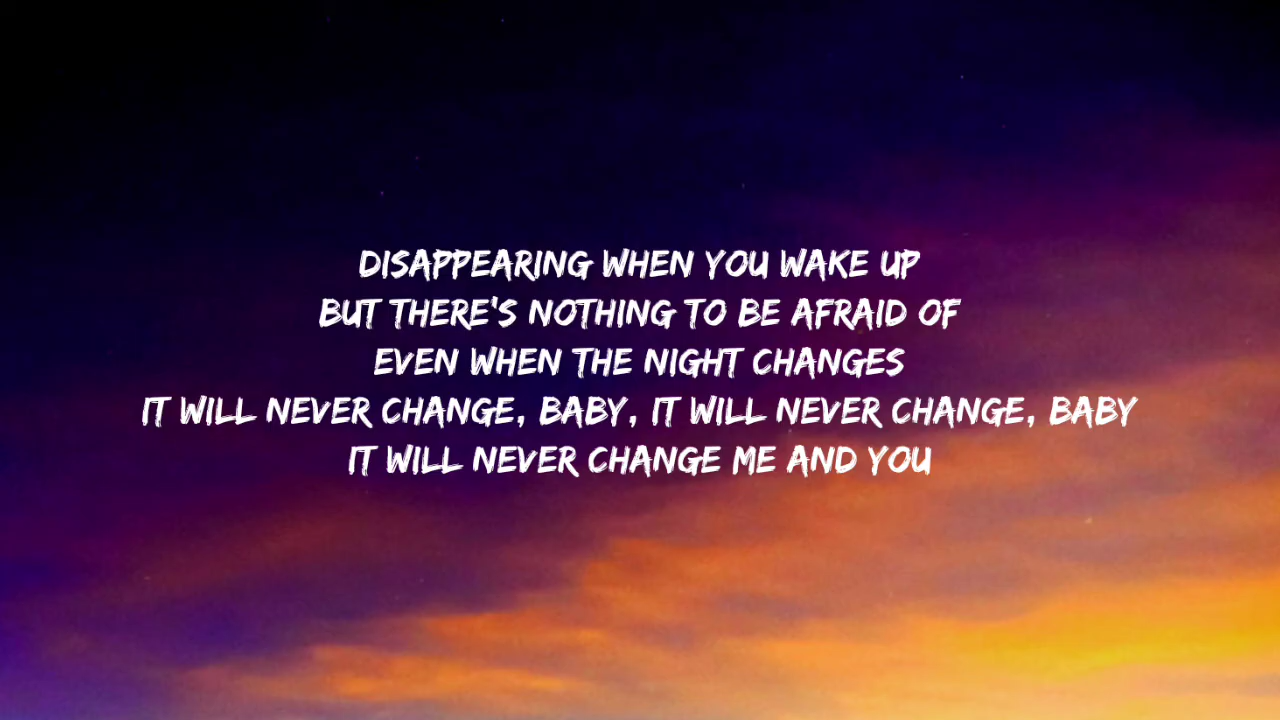 DISAPPEARING WHEN YOU WAKE UP
BUT THERE'S NOTHING TO BE AFRAID OF
EVEN WHEN THE NIGHT CHANGES
IT WILL NEVER CHANGE, BABY, IT WILL NEVER CHANGE, BABY
IT WILL NEVER CHANGE ME AND YOU